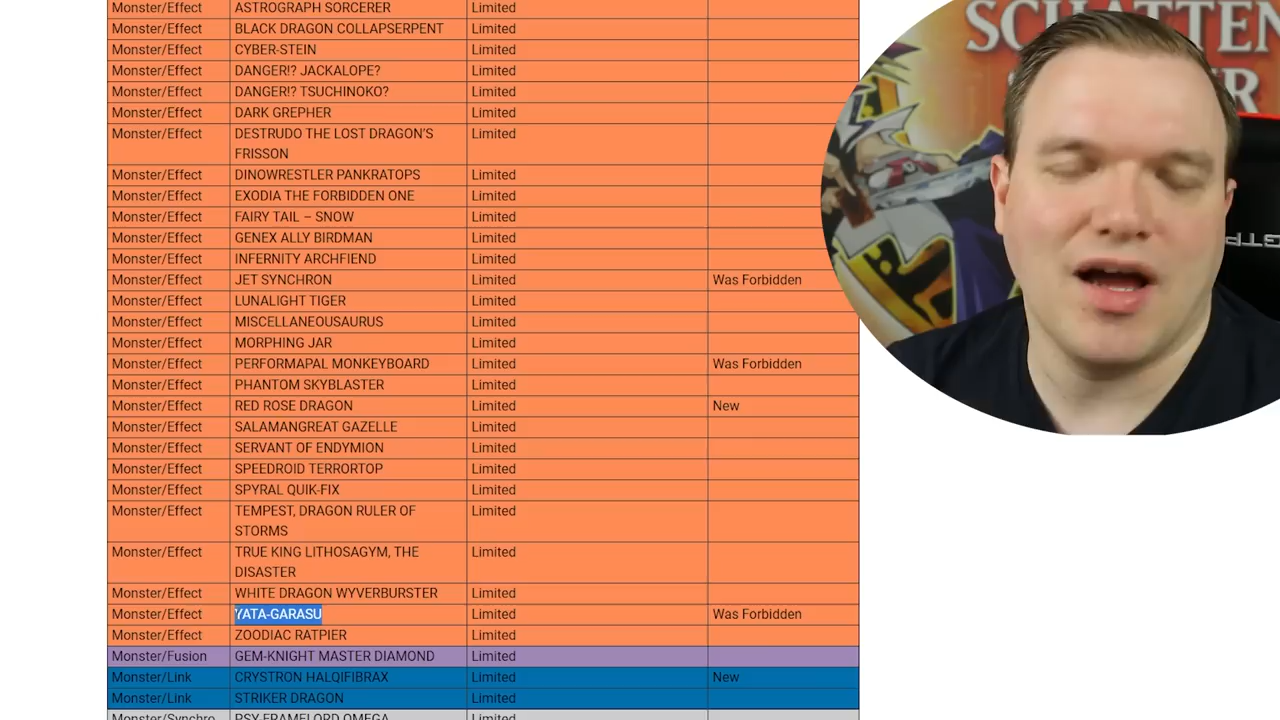 Monster/Effect ASTROGRAPH SORCERER Limited
Monster/Effect BLACK DRAGON COLLAPSERPENT Limited
Monster/Effect CYBER-STEIN Limited
Monster/Effect DANGER!? JACKALOPE? Limited
Monster/Effect DANGER!? TSUCHINOKO? Limited
Monster/Effect DARK GREPHER Limited
Monster/Effect DESTRUDO THE LOST DRAGON'S Limited
FRISSON
Monster/Effect DINOWRESTLER PANKRATOPS Limited
Monster/Effect EXODIA THE FORBIDDEN ONE Limited
Monster/Effect FAIRY TAIL – SNOW Limited
Monster/Effect GENEX ALLY BIRDMAN Limited
Monster/Effect INFERNITY ARCHFIEND Limited
Monster/Effect JET SYNCHRON Limited Was Forbidden
Monster/Effect LUNALIGHT TIGER Limited
Monster/Effect MISCELLANEOUSAURUS Limited
Monster/Effect MORPHING JAR Limited
Monster/Effect PERFORMAPAL MONKEYBOARD Limited Was Forbidden
Monster/Effect PHANTOM SKYBLASTER Limited
Monster/Effect RED ROSE DRAGON Limited New
Monster/Effect SALAMANGREAT GAZELLE Limited
Monster/Effect SERVANT OF ENDYMION Limited
Monster/Effect SPEEDROID TERRORTOP Limited
Monster/Effect SPYRAL QUIK-FIX Limited
Monster/Effect TEMPEST, DRAGON RULER OF Limited
STORMS
Monster/Effect TRUE KING LITHOSAGYM, THE Limited
DISASTER
Monster/Effect WHITE DRAGON WYVERBURSTER Limited
Monster/Effect YATA-GARASU Limited Was Forbidden
Monster/Effect ZOODIAC RATPIER Limited
Monster/Fusion GEM-KNIGHT MASTER DIAMOND Limited
Monster/Link CRYSTRON HALQIFIBRAX Limited New
Monster/Link STRIKER DRAGON Limited
Monster/Synchro PSY-FRAMELORD OMEGA Limited
SCHATTEN